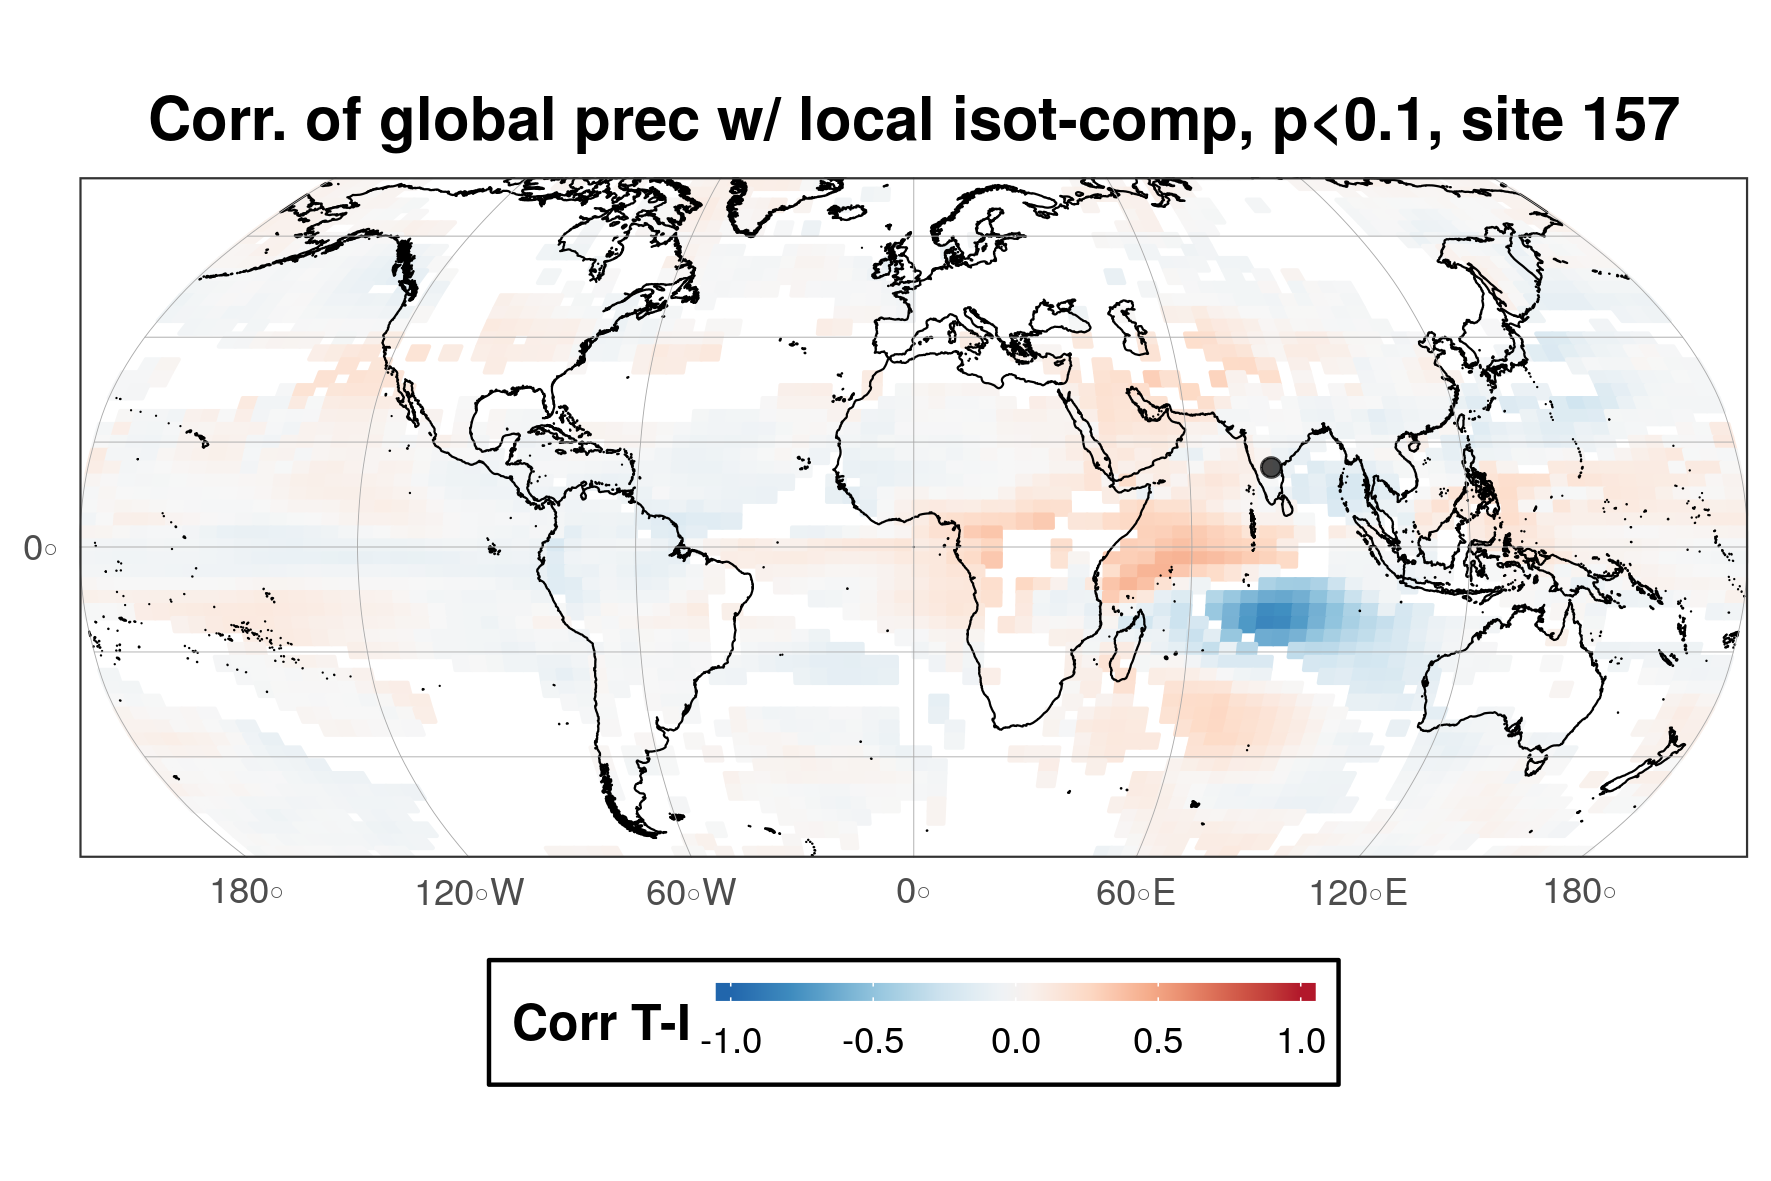 Corr. of global prec w/ local isot-comp, p<0.1, site 157
0°
180° 120°W 60°W 0° 60°E 120°E 180°
Corr T-I
-1.0 -0.5 0.0 0.5 1.0